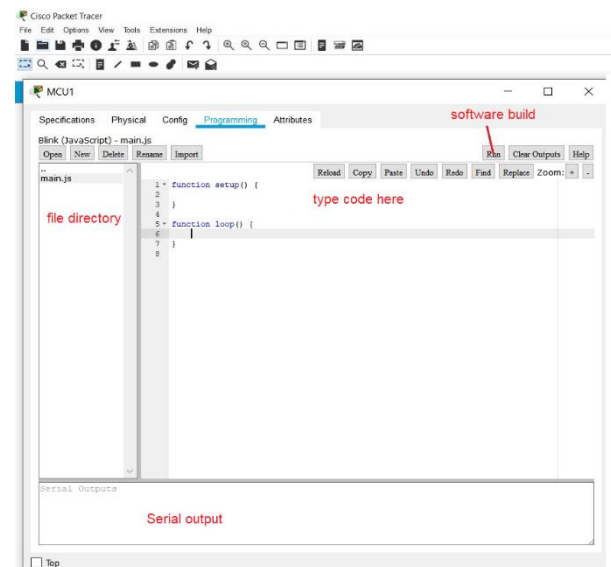 Cisco Packet Tracer
File Edit Options View Tools Extensions Help
MCU1
Specifications Physical Config Programming Attributes
software build
Blink (JavaScript) - main.js
Open New Delete Rename Import Run Clear Outputs Help
Reload Copy Paste Undo Redo Find Replace Zoom: + -
..
main.js
file directory
type code here
1 function setup() {
2
3 }
4
5 function loop() {
6
7 }
8
Serial Outputs
Serial output
Top